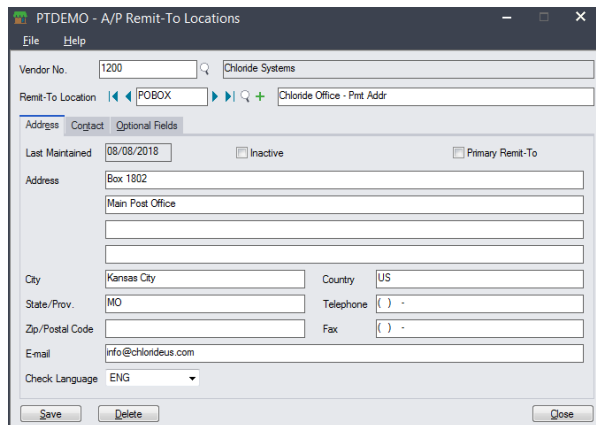 PTDEMO - A/P Remit-To Locations
File Help
Vendor No. 1200 Chloride Systems
Remit-To Location POBOX Chloride Office - Pmt Addr
Address Contact Optional Fields
Last Maintained 08/08/2018 Inactive Primary Remit-To
Address Box 1802
Main Post Office
City Kansas City Country US
State/Prov. MO Telephone ( ) -
Zip/Postal Code Fax ( ) -
E-mail info@chlorideus.com
Check Language ENG
Save Delete Close